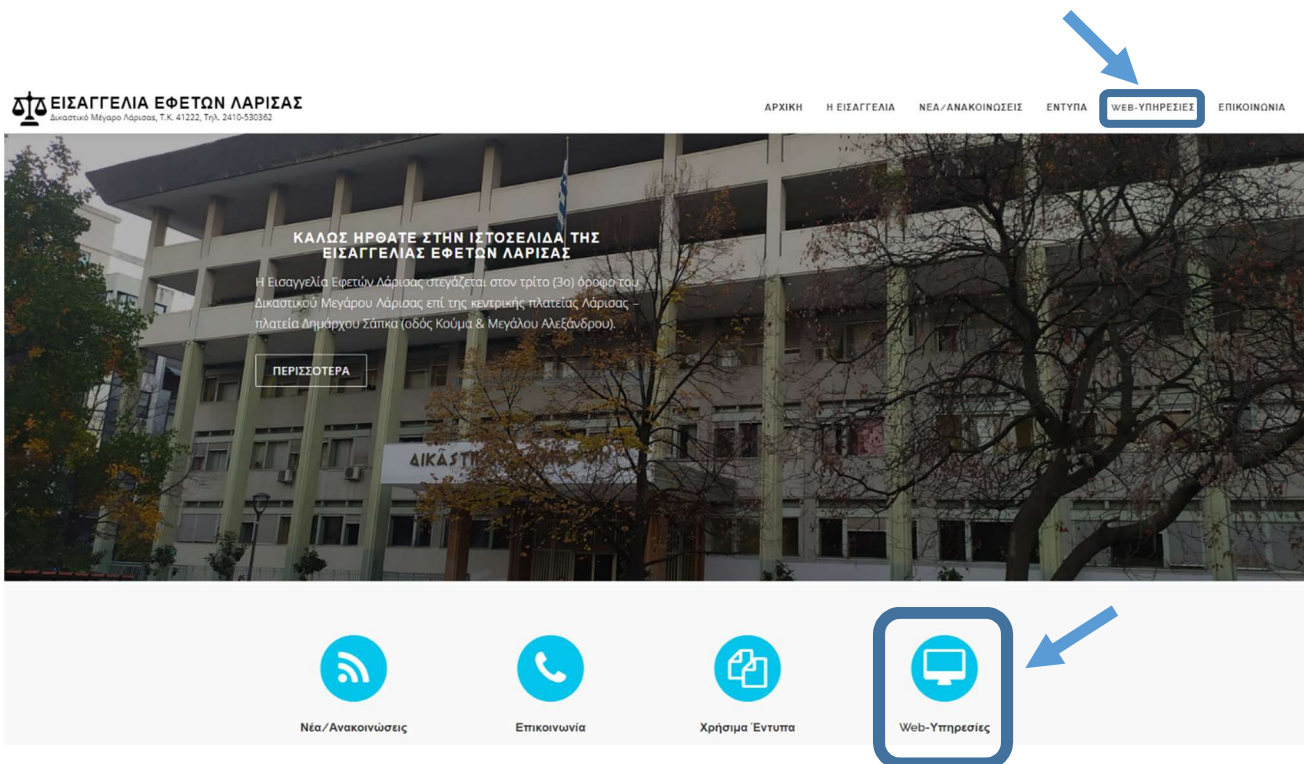 ΕΙΣΑΓΓΕΛΙΑ ΕΦΕΤΩΝ ΛΑΡΙΣΑΣ
Δικαστικό Μέγαρο Λάρισας, Τ.Κ. 41222, Τηλ. 2410-530362
ΑΡΧΙΚΗ Η ΕΙΣΑΓΓΕΛΙΑ ΝΕΑ/ΑΝΑΚΟΙΝΩΣΕΙΣ ΕΝΤΥΠΑ WEB-ΥΠΗΡΕΣΙΕΣ ΕΠΙΚΟΙΝΩΝΙΑ
ΚΑΛΩΣ ΗΡΘΑΤΕ ΣΤΗΝ ΙΣΤΟΣΕΛΙΔΑ ΤΗΣ
ΕΙΣΑΓΓΕΛΙΑΣ ΕΦΕΤΩΝ ΛΑΡΙΣΑΣ
Η Εισαγγελία Εφετών Λάρισας στεγάζεται στον τρίτο (3ο) όροφο του
Δικαστικού Μεγάρου Λάρισας επί της κεντρικής πλατείας Λάρισας –
πλατεία Δημάρχου Σάπκα (οδός Κούμα & Μεγάλου Αλεξάνδρου).
ΠΕΡΙΣΣΟΤΕΡΑ
Νέα/Ανακοινώσεις Επικοινωνία Χρήσιμα Έντυπα Web-Υπηρεσίες